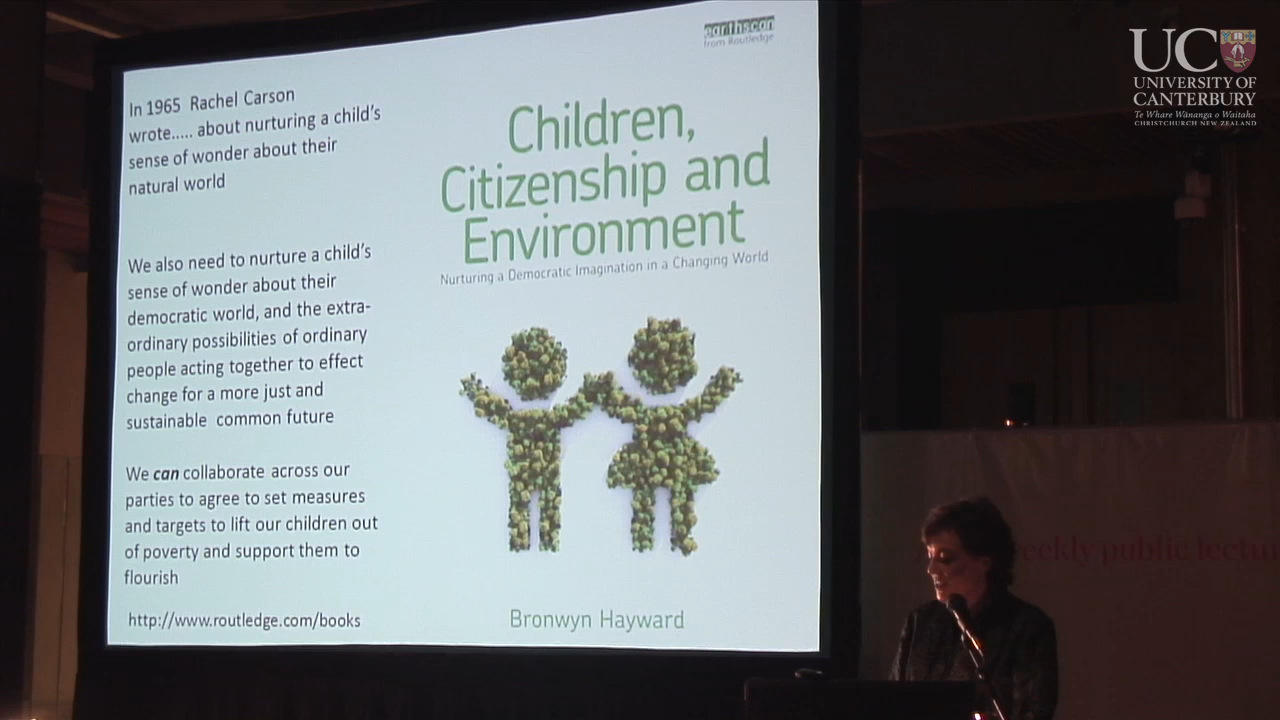 In 1965 Rachel Carson
wrote..... about nurturing a child's
sense of wonder about their
natural world
We also need to nurture a child's
sense of wonder about their
democratic world, and the extra-
ordinary possibilities of ordinary
people acting together to effect
change for a more just and
sustainable common future
We can collaborate across our
parties to agree to set measures
and targets to lift our children out
of poverty and support them to
flourish
http://www.routledge.com/books
earthscan
from Routledge
Children,
Citizenship and
Environment
Nurturing a Democratic Imagination in a Changing World
Bronwyn Hayward
UC
UNIVERSITY OF
CANTERBURY
Te Whare Wānanga o Waitaha
CHRISTCHURCH NEW ZEALAND
public